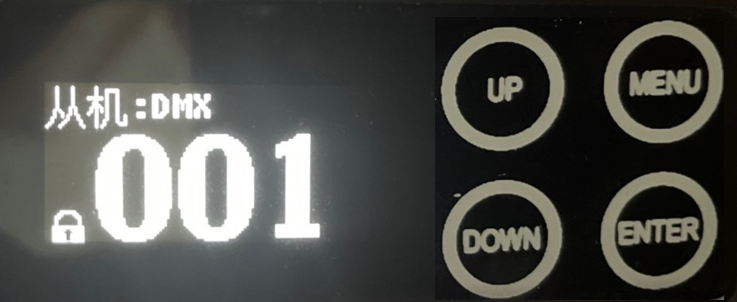 从机:DMX
001
UP
MENU
DOWN
ENTER